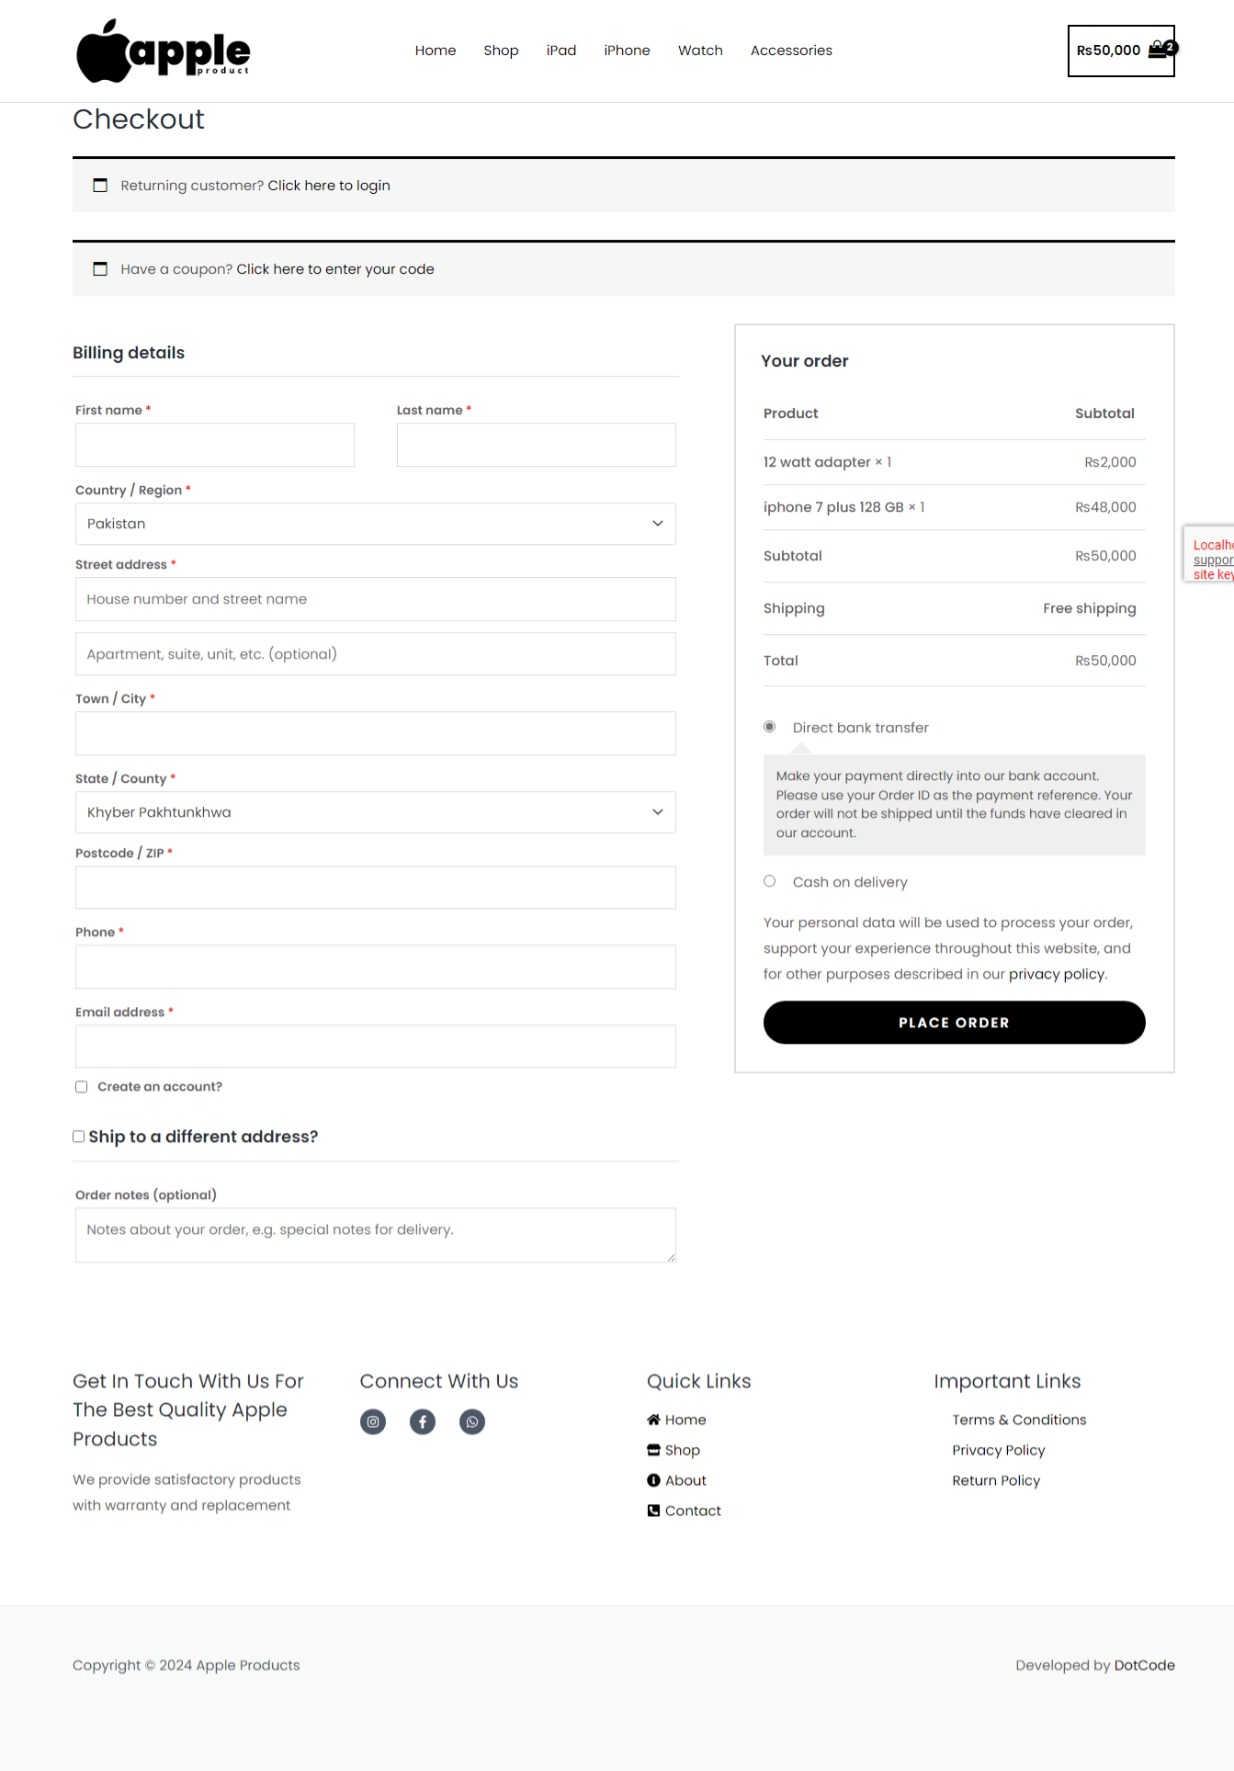 apple
product
Home Shop iPad iPhone Watch Accessories
₨50,000 2
Checkout
Returning customer? Click here to login
Have a coupon? Click here to enter your code
Billing details
First name * Last name *
Country / Region *
Pakistan
Street address *
House number and street name
Apartment, suite, unit, etc. (optional)
Town / City *
State / County *
Khyber Pakhtunkhwa
Postcode / ZIP *
Phone *
Email address *
Create an account?
Ship to a different address?
Order notes (optional)
Notes about your order, e.g. special notes for delivery.
Your order
Product Subtotal
12 watt adapter × 1 ₨2,000
iphone 7 plus 128 GB × 1 ₨48,000
Subtotal ₨50,000
Shipping Free shipping
Total ₨50,000
Direct bank transfer
Make your payment directly into our bank account.
Please use your Order ID as the payment reference. Your
order will not be shipped until the funds have cleared in
our account.
Cash on delivery
Your personal data will be used to process your order,
support your experience throughout this website, and
for other purposes described in our privacy policy.
PLACE ORDER
site
Get In Touch With Us For
The Best Quality Apple
Products
We provide satisfactory products
with warranty and replacement
Connect With Us
Quick Links
Home
Shop
About
Contact
Important Links
Terms & Conditions
Privacy Policy
Return Policy
Copyright © 2024 Apple Products
Developed by DotCode